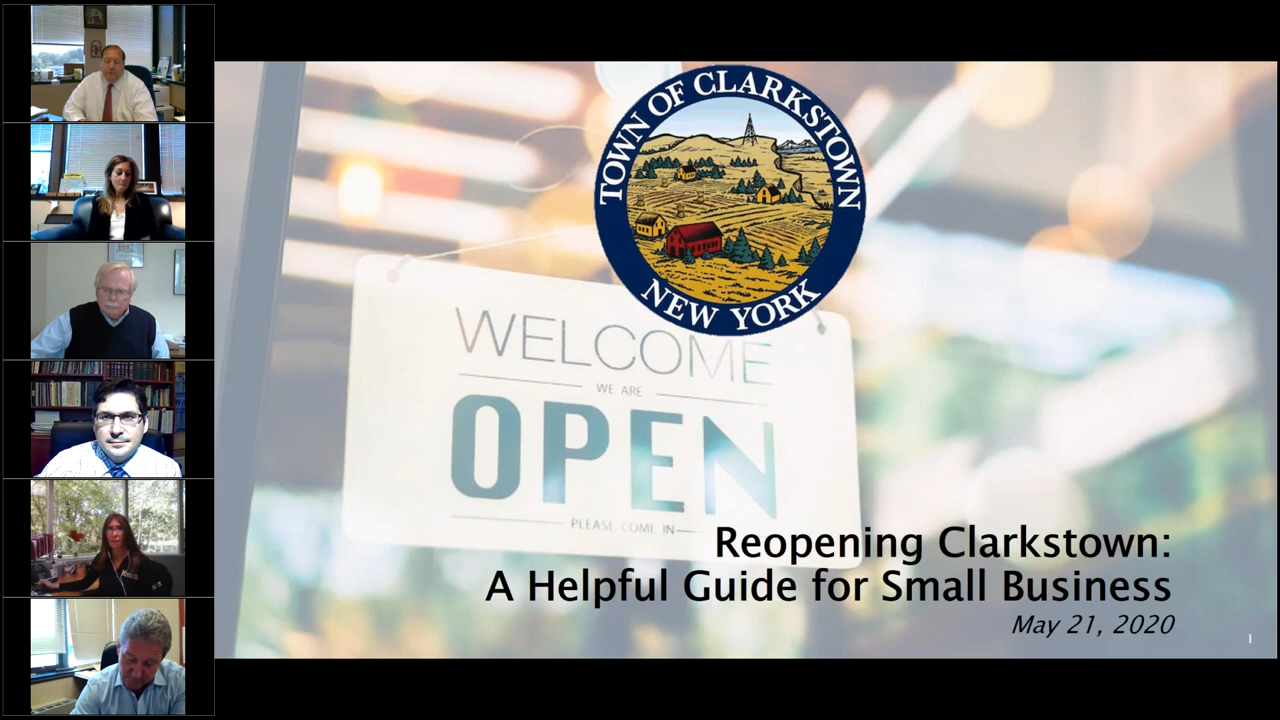 TOWN OF CLARKSTOWN
NEW YORK
WELCOME
WE ARE
OPEN
PLEASE COME IN
Reopening Clarkstown:
A Helpful Guide for Small Business
May 21, 2020
1